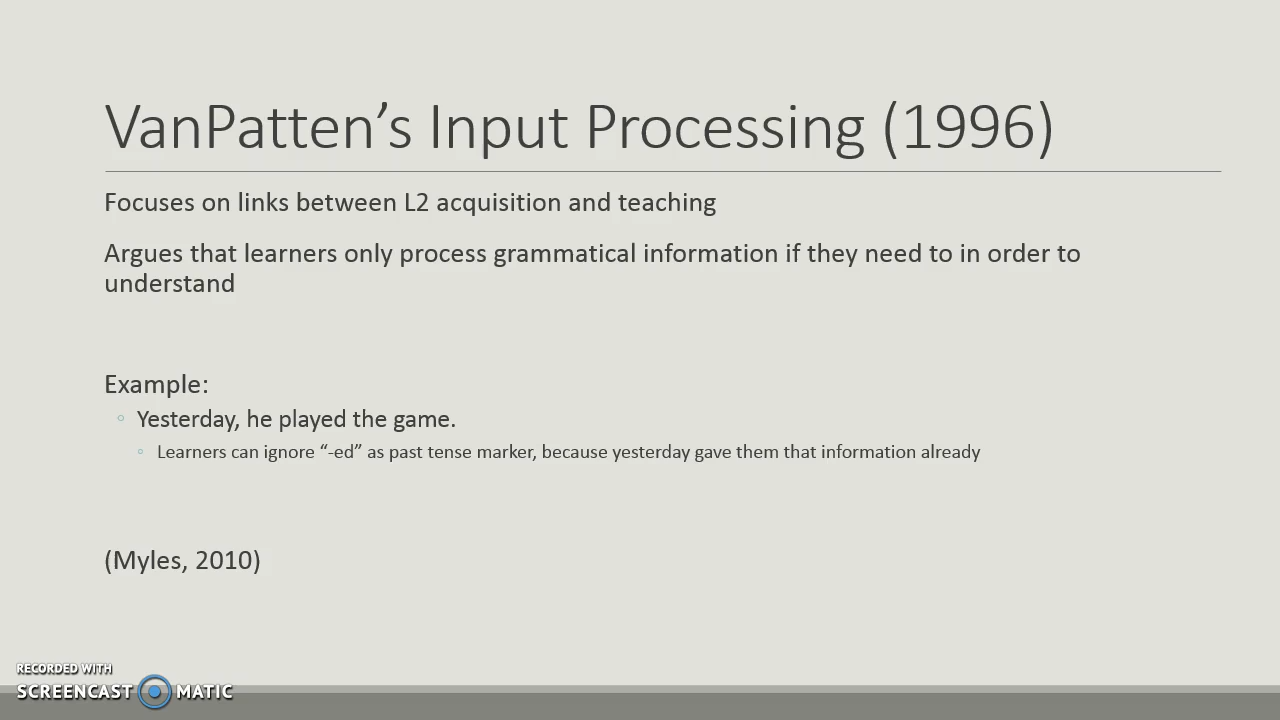 VanPatten’s Input Processing (1996)
Focuses on links between L2 acquisition and teaching
Argues that learners only process grammatical information if they need to in order to
understand
Example:
Yesterday, he played the game.
Learners can ignore “-ed” as past tense marker, because yesterday gave them that information already
(Myles, 2010)
RECORDED WITH
SCREENCAST MATIC